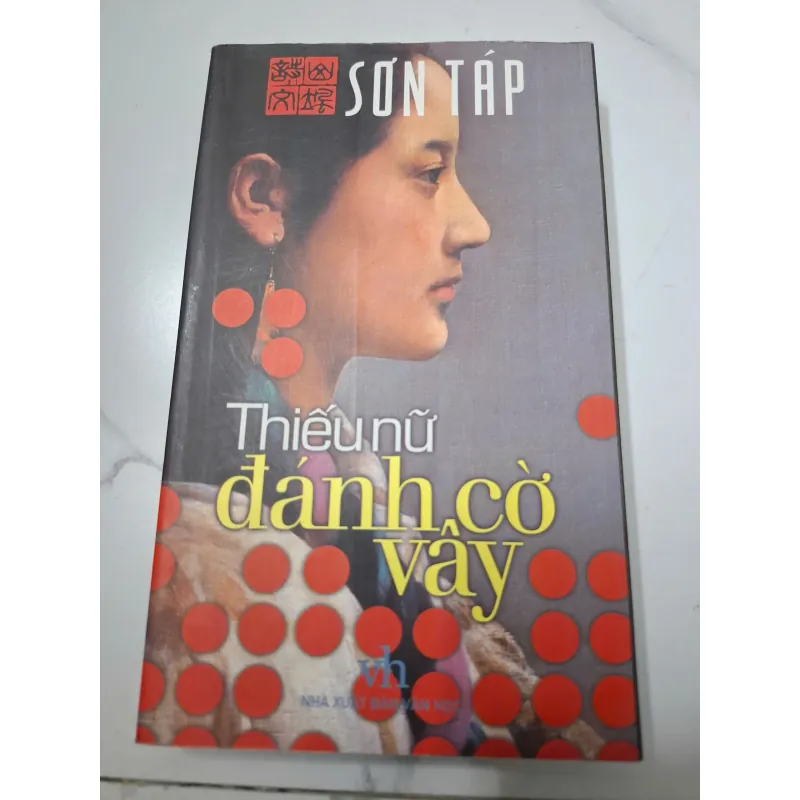 SƠN TÁP
Thiếu nữ
đánh cờ
vây
vh
NHÀ XUẤT BẢN VĂN HỌC